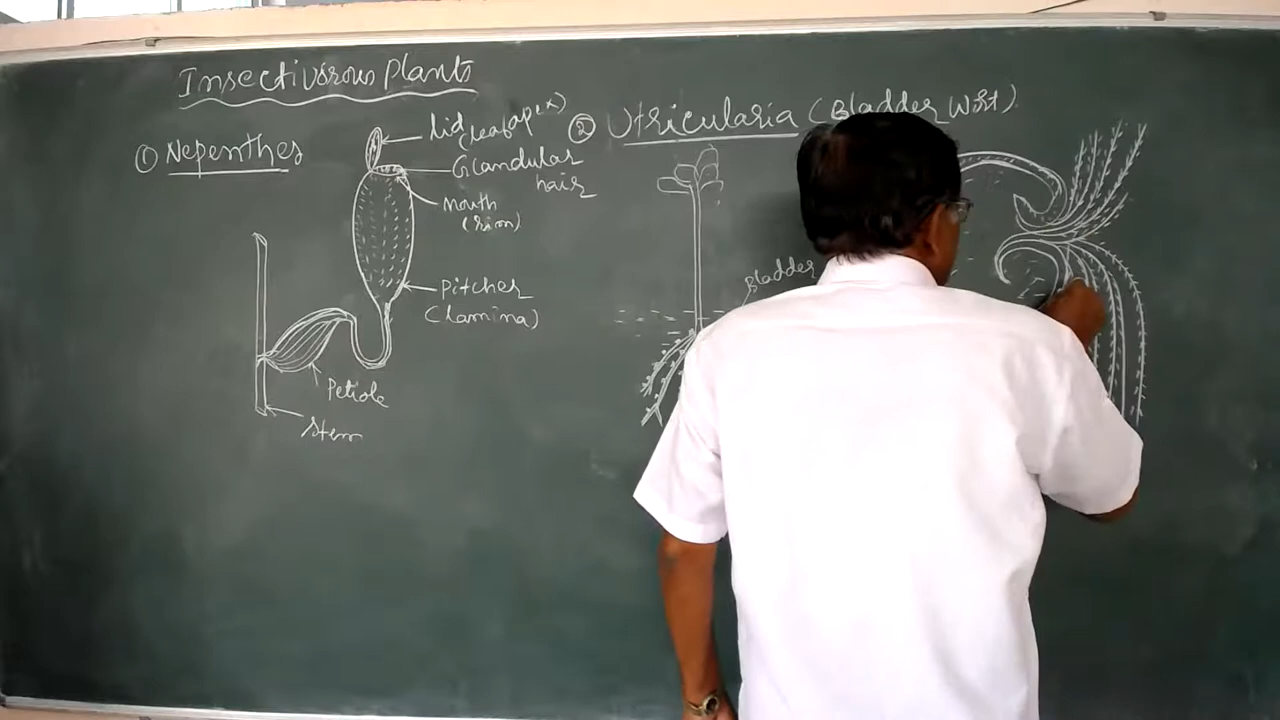 Insectivorous Plants
① Nepenthes
lid
(leaf apex)
Glandular
hair
mouth
(rim)
Pitcher
(lamina)
Petiole
Stem
② Utricularia (Bladder Wrt)
Bladder